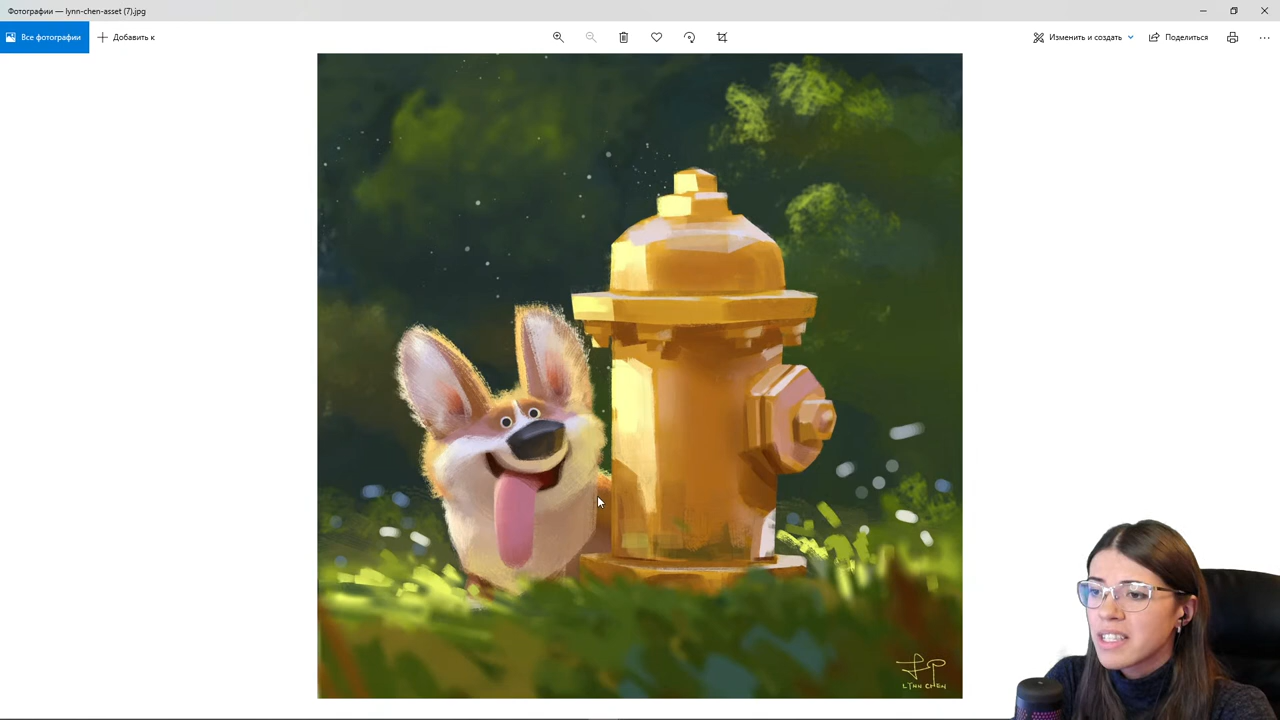 Фотографии — lynn-chen-asset (7).jpg
Все фотографии
Добавить к
Изменить и создать
Поделиться
LYNN CHEN